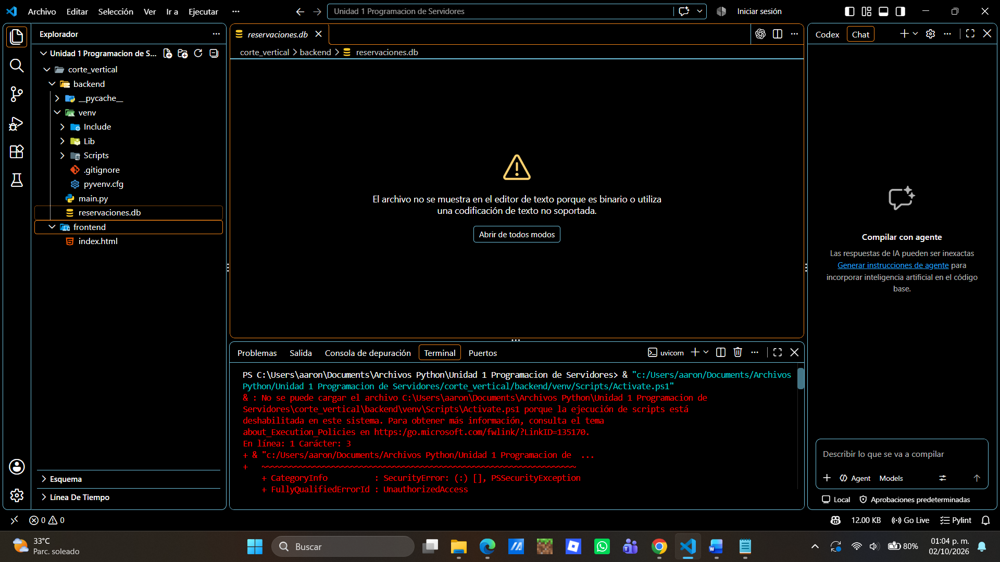 Archivo Editar Selección Ver Ir a Ejecutar ···
Unidad 1 Programacion de Servidores
Iniciar sesión
Explorador
Unidad 1 Programacion de S...
corte_vertical
backend
__pycache__
venv
Include
Lib
Scripts
.gitignore
pyvenv.cfg
main.py
reservaciones.db
frontend
index.html
Esquema
Línea De Tiempo
reservaciones.db
corte_vertical > backend > reservaciones.db
El archivo no se muestra en el editor de texto porque es binario o utiliza
una codificación de texto no soportada.
Abrir de todos modos
Problemas Salida Consola de depuración Terminal Puertos
uvicorn
PS C:\Users\aaron\Documents\Archivos Python\Unidad 1 Programacion de Servidores> & "c:/Users/aaron/Documents/Archivos
Python/Unidad 1 Programacion de Servidores/corte_vertical/backend/venv/Scripts/Activate.ps1"
& : No se puede cargar el archivo C:\Users\aaron\Documents\Archivos Python\Unidad 1 Programacion de
Servidores\corte_vertical\backend\venv\Scripts\Activate.ps1 porque la ejecución de scripts está
deshabilitada en este sistema. Para obtener más información, consulta el tema
about_Execution_Policies en https:/go.microsoft.com/fwlink/?LinkID=135170.
En línea: 1 Carácter: 3
+ & "c:/Users/aaron/Documents/Archivos Python/Unidad 1 Programacion de  ...
+   ~~~~~~~~~~~~~~~~~~~~~~~~~~~~~~~~~~~~~~~~~~~~~~~~~~~~~~~~~~~~~~~~~~~
+ CategoryInfo          : SecurityError: (:) [], PSSecurityException
+ FullyQualifiedErrorId : UnauthorizedAccess
Codex Chat
Compilar con agente
Las respuestas de IA pueden ser inexactas
Generar instrucciones de agente para
incorporar inteligencia artificial en el código
base.
Describir lo que se va a compilar
Agent Models
Local Aprobaciones predeterminadas
0 0
12.00 KB Go Live Pylint
33°C
Parc. soleado
Buscar
80%
01:04 p. m.
02/10/2026